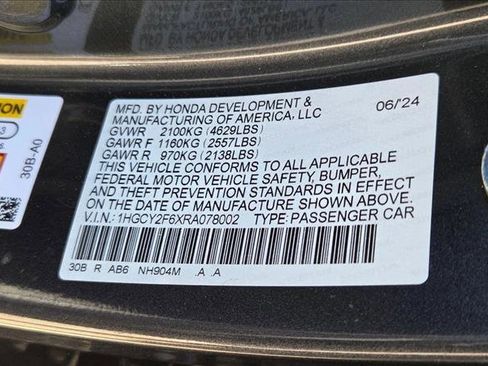 MFD. BY HONDA DEVELOPMENT & 06/24
MANUFACTURING OF AMERICA, LLC
GVWR 2100KG (4629LBS)
GAWR F 1160KG (2557LBS)
GAWR R 970KG (2138LBS)
THIS VEHICLE CONFORMS TO ALL APPLICABLE
FEDERAL MOTOR VEHICLE SAFETY, BUMPER,
AND THEFT PREVENTION STANDARDS IN EFFECT
ON THE DATE OF MANUFACTURE SHOWN ABOVE.
V.I.N.: 1HGCY2F6XRA078002 TYPE: PASSENGER CAR
30B R AB6 NH904M .A .A
30B-A0